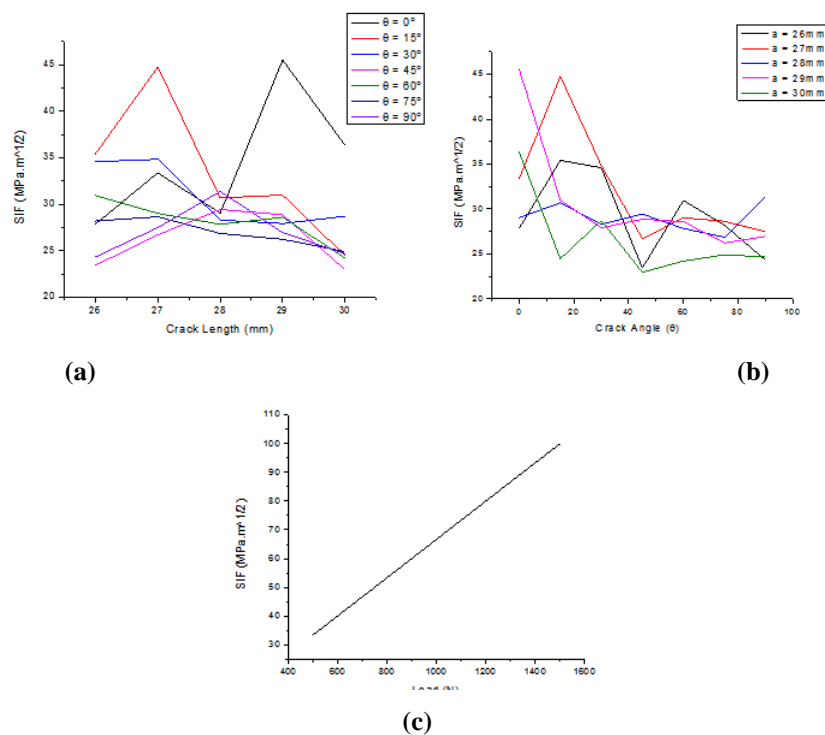 θ = 0°
θ = 15°
θ = 30°
θ = 45°
θ = 60°
θ = 75°
θ = 90°
45
40
35
30
25
20
SIF (MPa.m^1/2)
26 27 28 29 30
Crack Length (mm)
(a)
a = 26mm
a = 27mm
a = 28mm
a = 29mm
a = 30mm
45
40
35
30
25
20
SIF (MPa.m^1/2)
0 20 40 60 80 100
Crack Angle (θ)
(b)
110
100
90
80
70
60
50
40
30
SIF (MPa.m^1/2)
400 600 800 1000 1200 1400 1600
Load (N)
(c)